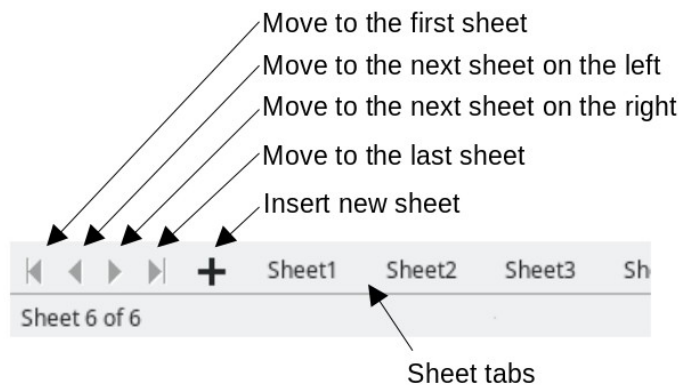 Move to the first sheet
Move to the next sheet on the left
Move to the next sheet on the right
Move to the last sheet
Insert new sheet
Sheet1 Sheet2 Sheet3 Sh
Sheet 6 of 6
Sheet tabs